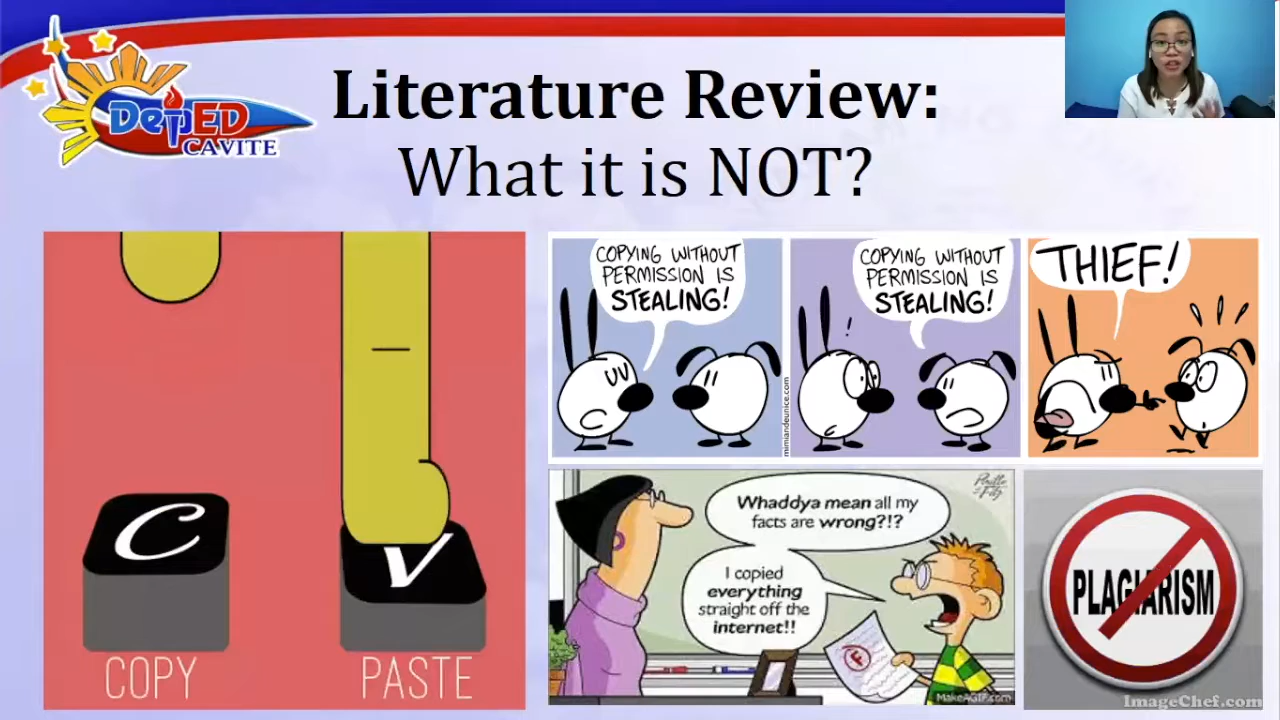 Literature Review:
What it is NOT?
DepED
CAVITE
C
V
COPY
PASTE
COPYING WITHOUT
PERMISSION IS
STEALING!
COPYING WITHOUT
PERMISSION IS
STEALING!
THIEF!
mimiandeunice.com
Whaddya mean all my
facts are wrong?!?
I copied
everything
straight off the
internet!!
F
MakeAGIF.com
PLAGIARISM
ImageChef.com